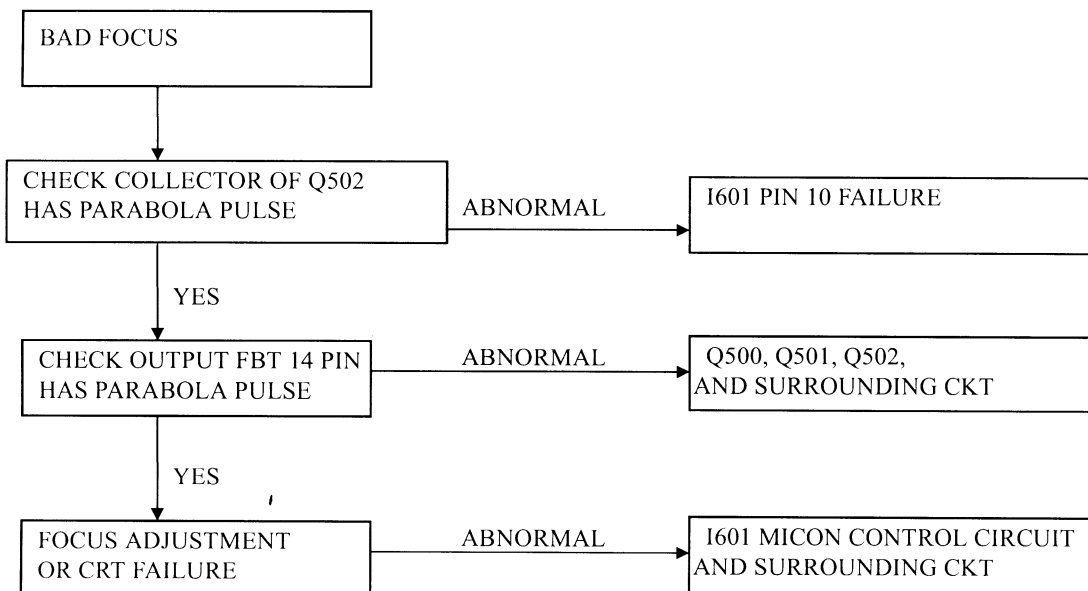 BAD FOCUS
CHECK COLLECTOR OF Q502
HAS PARABOLA PULSE
ABNORMAL
I601 PIN 10 FAILURE
YES
CHECK OUTPUT FBT 14 PIN
HAS PARABOLA PULSE
ABNORMAL
Q500, Q501, Q502,
AND SURROUNDING CKT
YES
FOCUS ADJUSTMENT
OR CRT FAILURE
ABNORMAL
I601 MICON CONTROL CIRCUIT
AND SURROUNDING CKT